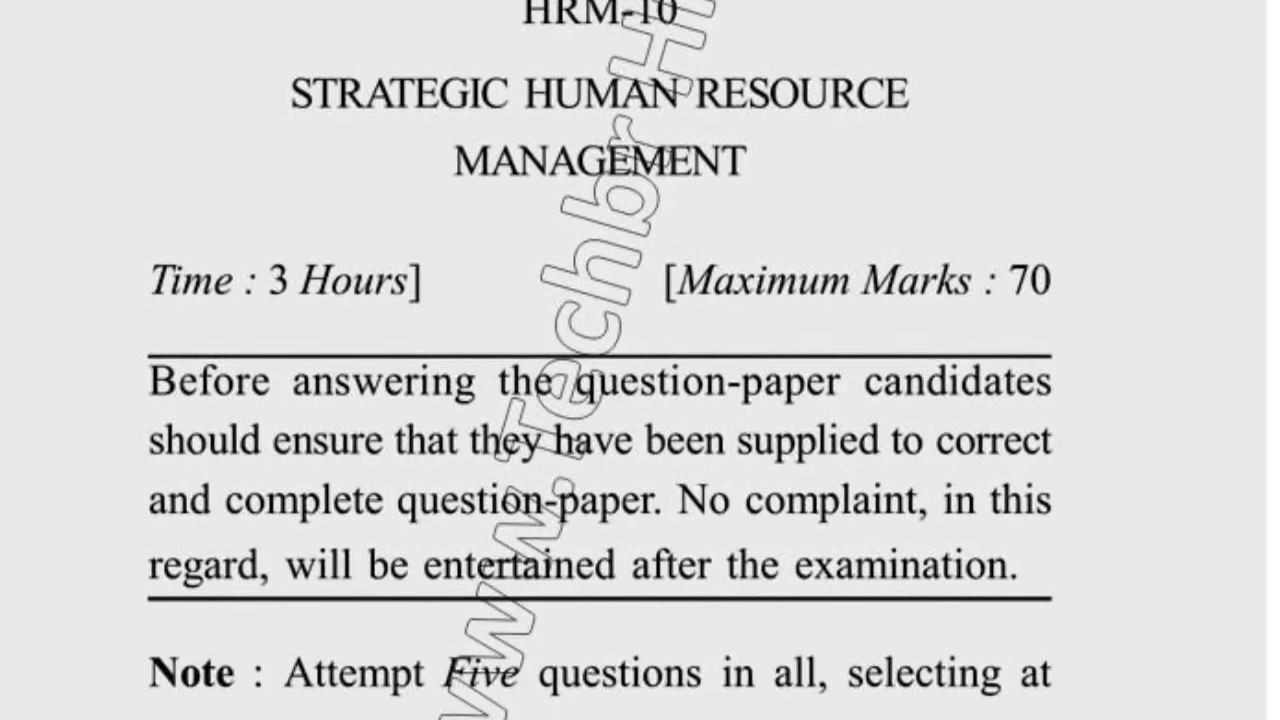 HRM-10
STRATEGIC HUMAN RESOURCE
MANAGEMENT
Time : 3 Hours] [Maximum Marks : 70
Before answering the question-paper candidates
should ensure that they have been supplied to correct
and complete question-paper. No complaint, in this
regard, will be entertained after the examination.
Note : Attempt Five questions in all, selecting at
www.Techbr